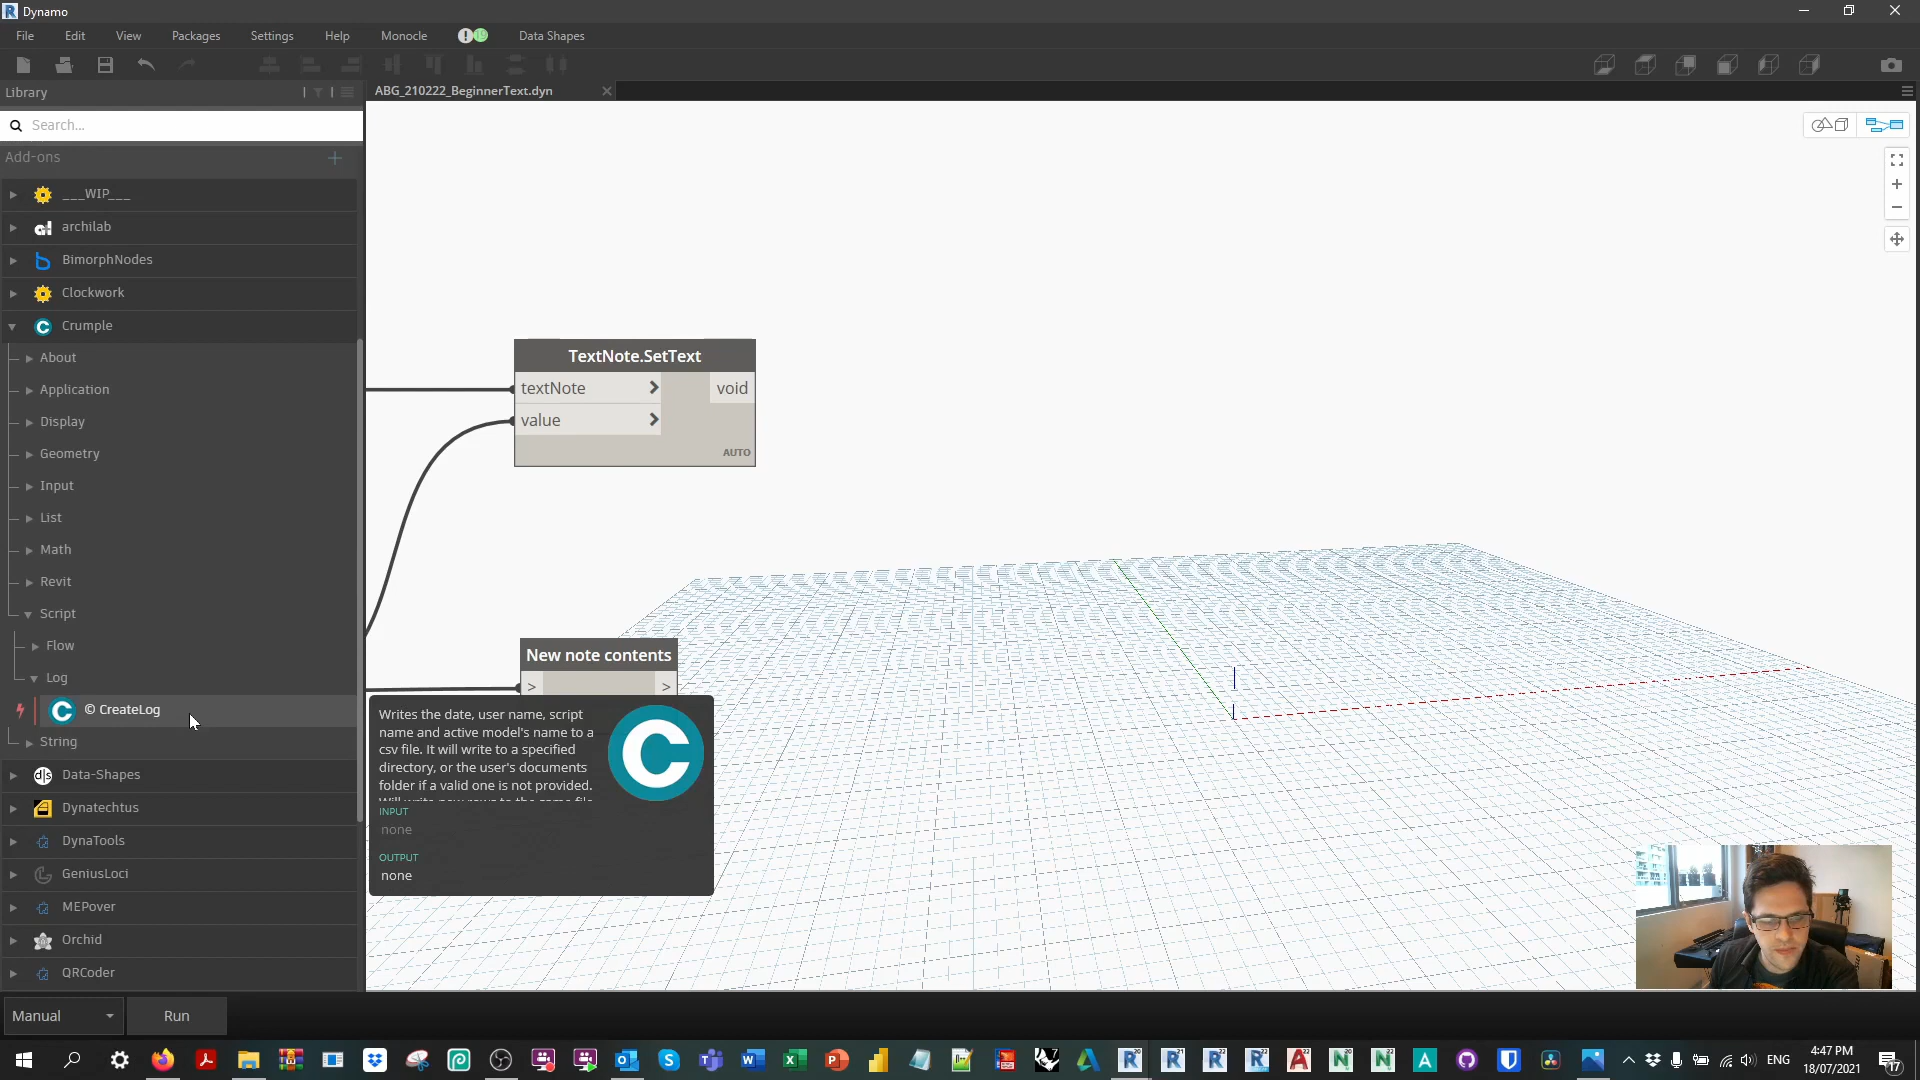 Dynamo
File Edit View Packages Settings Help Monocle Data Shapes
Library
ABG_210222_BeginnerText.dyn
Search...
Add-ons
___WIP___
archilab
BimorphNodes
Clockwork
Crumple
About
Application
Display
Geometry
Input
List
Math
Revit
Script
Flow
Log
© CreateLog
String
Data-Shapes
Dynatechtus
DynaTools
GeniusLoci
MEPover
Orchid
QRCoder
TextNote.SetText
textNote > void
value >
AUTO
New note contents
> >
Writes the date, user name, script
name and active model's name to a
csv file. It will write to a specified
directory, or the user's documents
folder if a valid one is not provided.
INPUT
none
OUTPUT
none
Manual Run
ENG
4:47 PM
18/07/2021
17